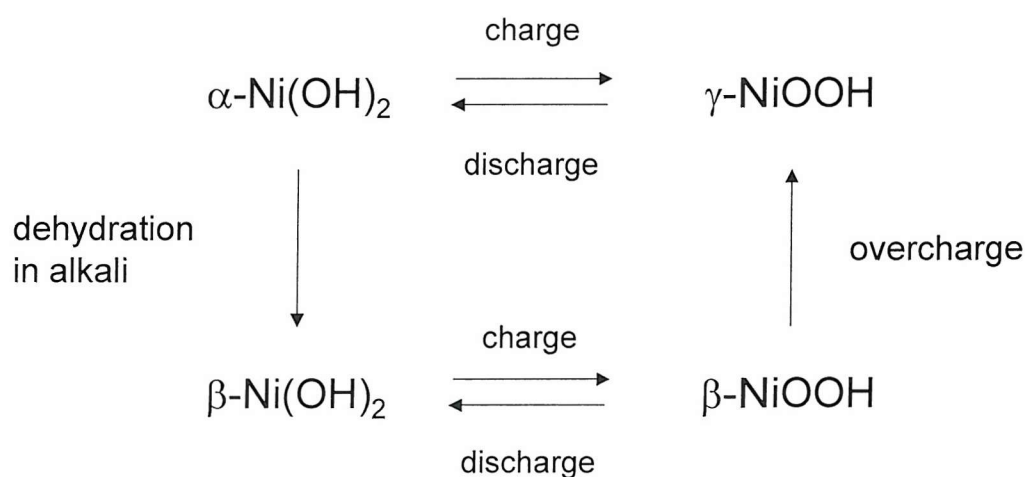 charge
α-Ni(OH)₂ γ-NiOOH
discharge
dehydration
in alkali
overcharge
charge
β-Ni(OH)₂ β-NiOOH
discharge